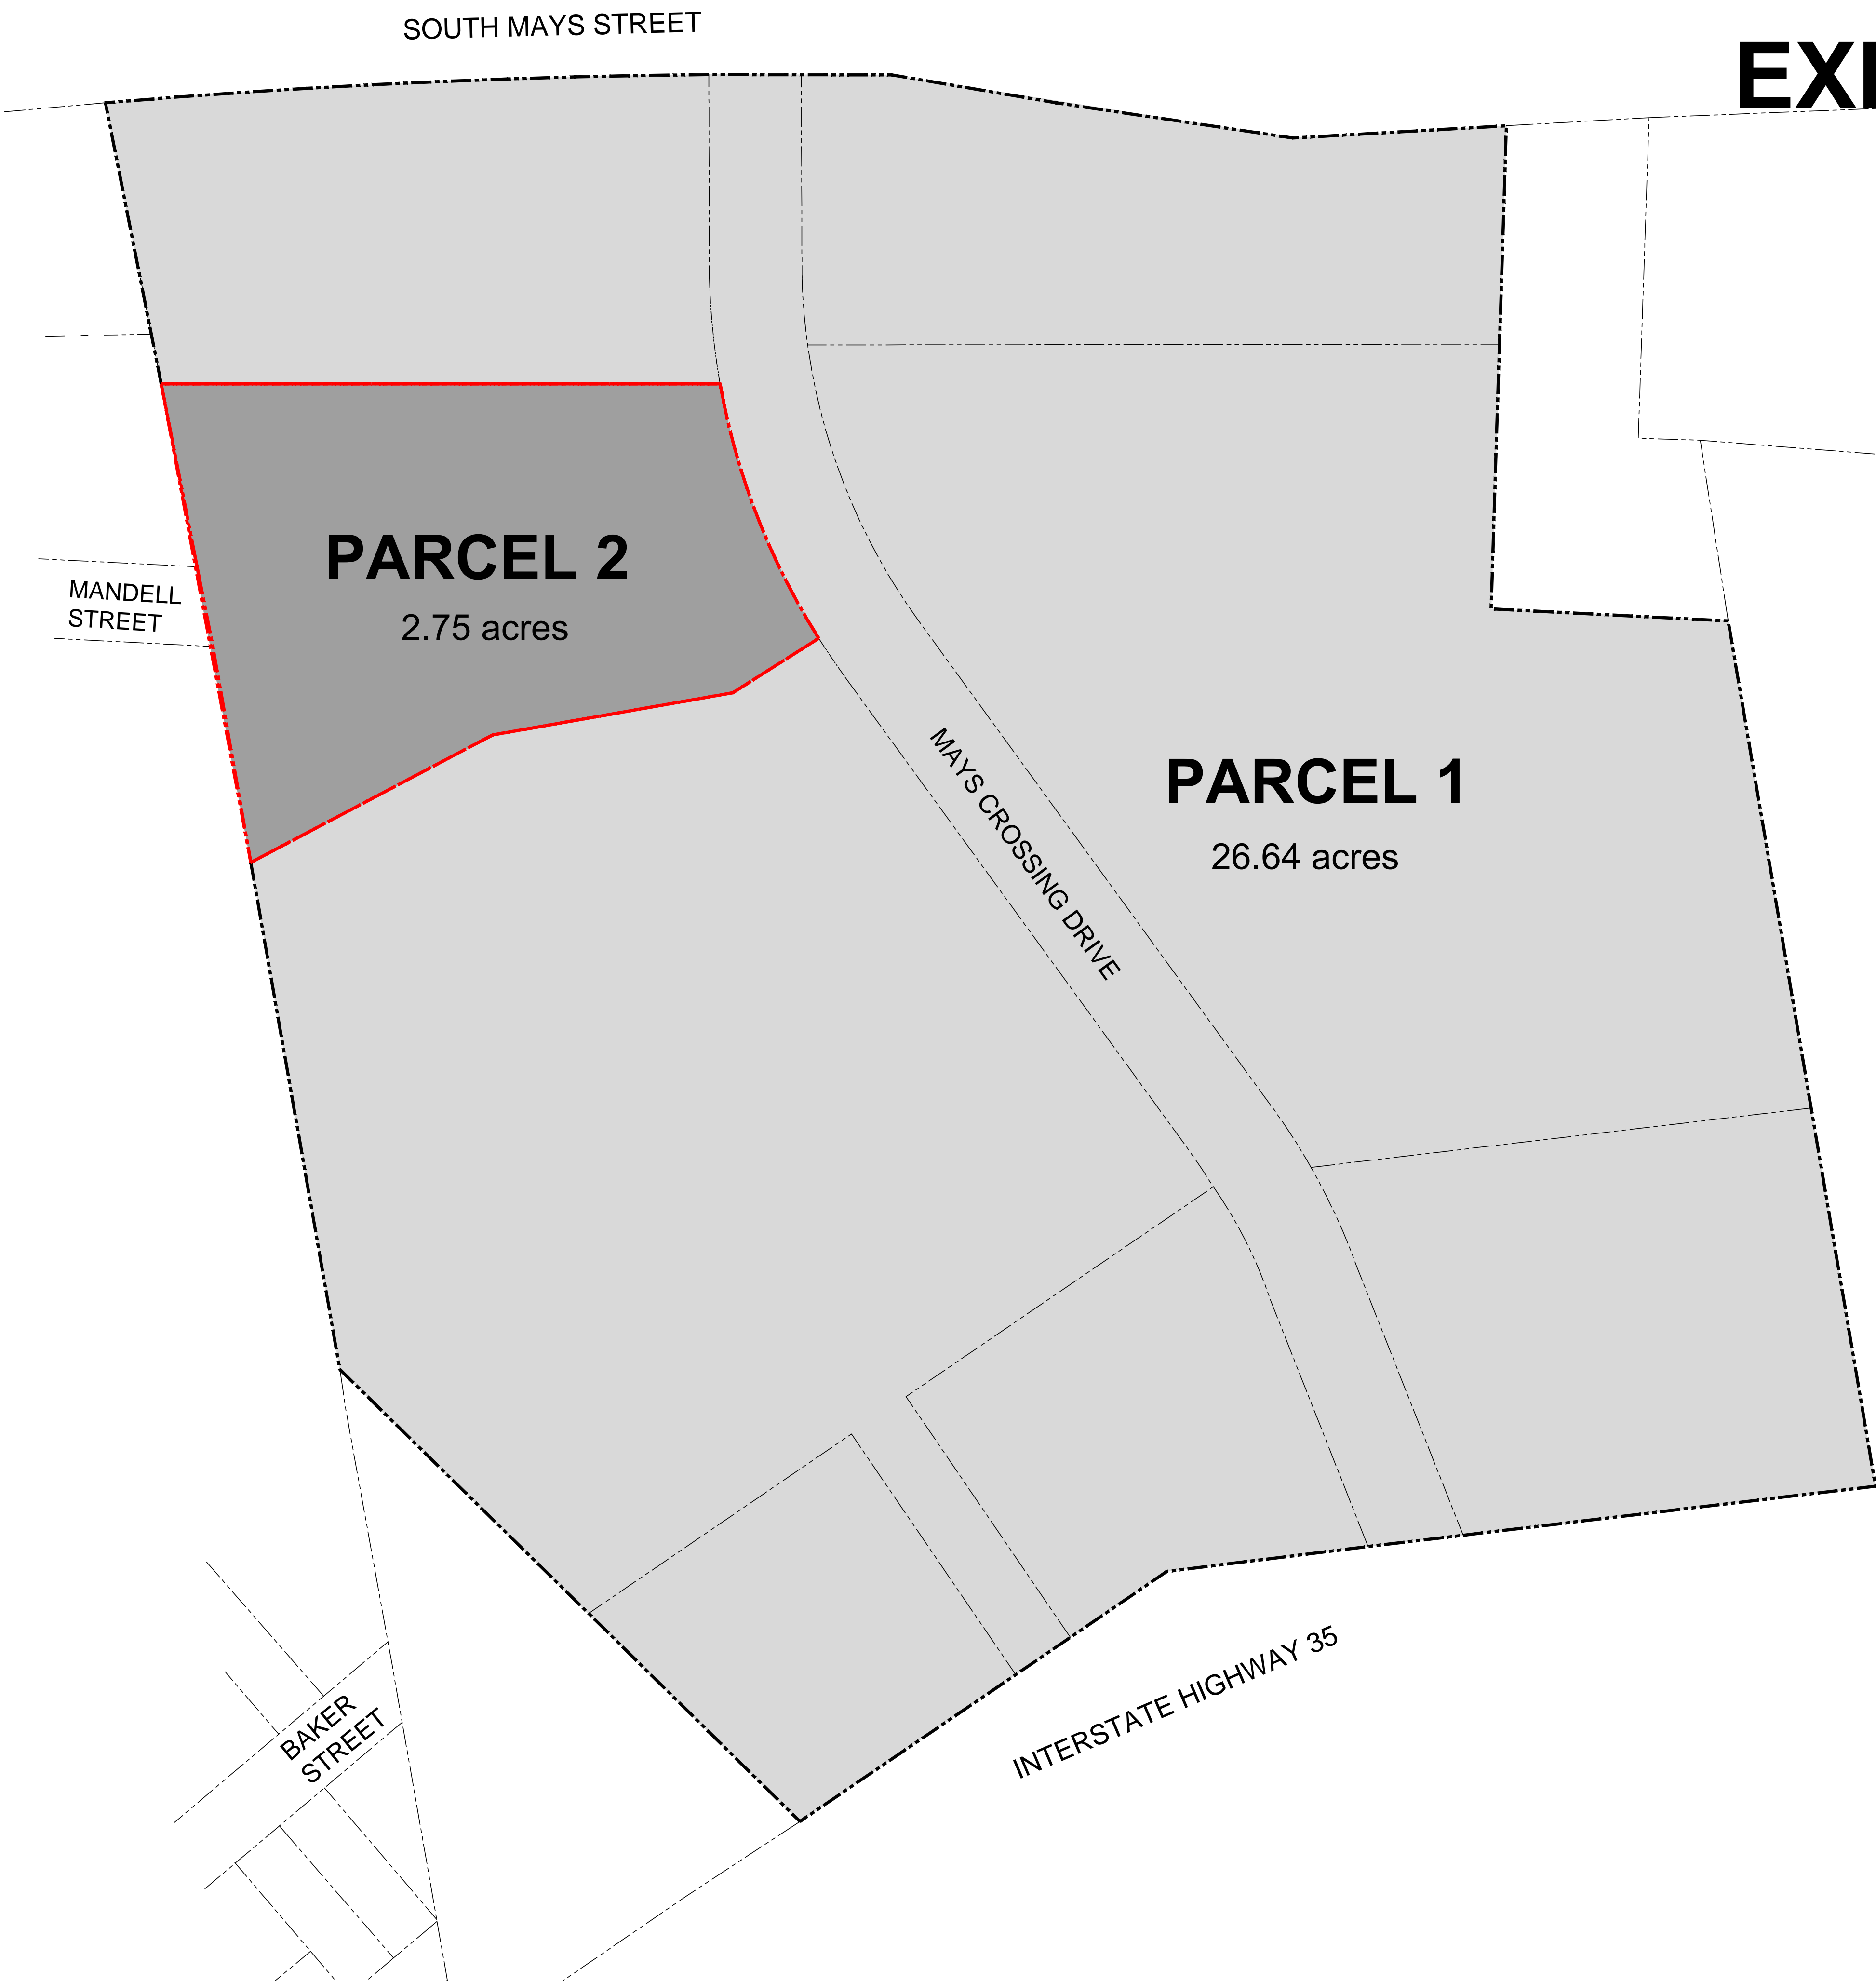 SOUTH MAYS STREET
EX
PARCEL 2
2.75 acres
MANDELL
STREET
MAYS CROSSING DRIVE
PARCEL 1
26.64 acres
INTERSTATE HIGHWAY 35
BAKER
STREET